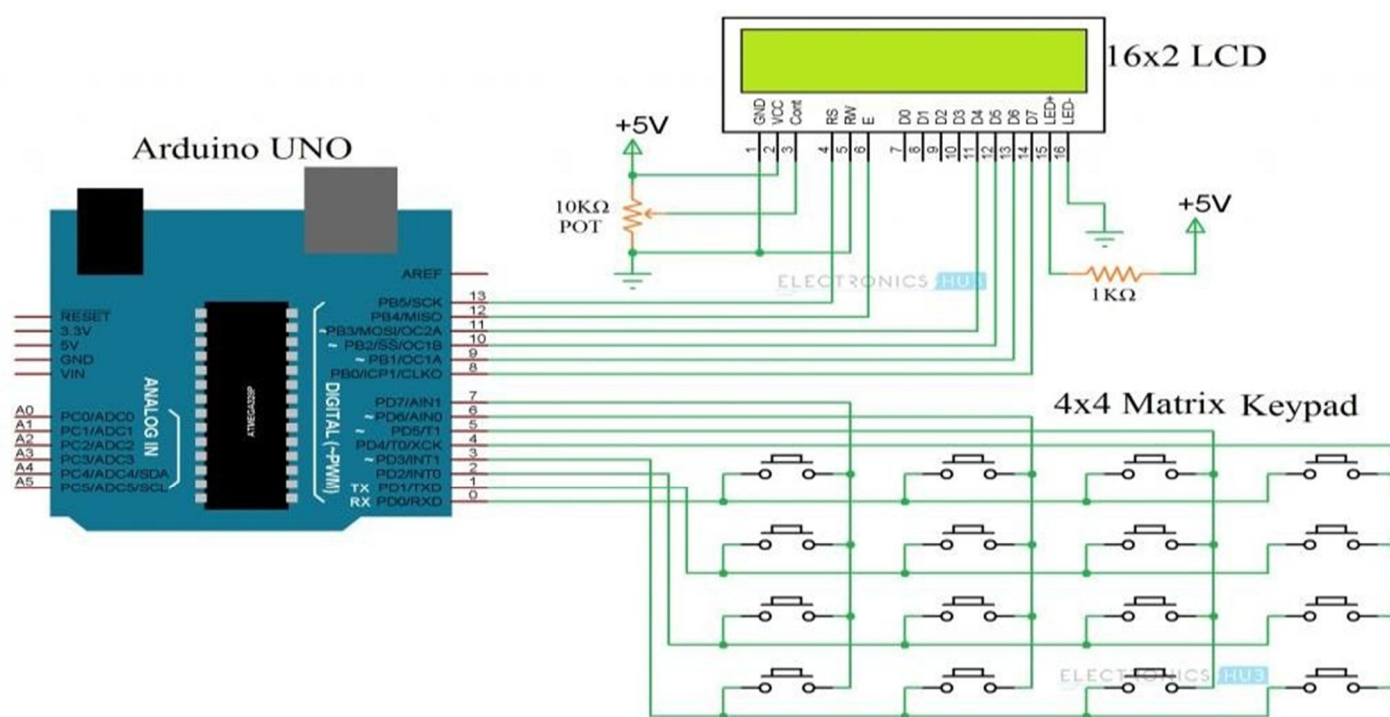 16x2 LCD
GND
VCC
Cont
RS
RW
E
D0
D1
D2
D3
D4
D5
D6
D7
LED+
LED-
1
2
3
4
5
6
7
8
9
10
11
12
13
14
15
16
+5V
10KΩ
POT
+5V
1KΩ
ELECTRONICS HUB
Arduino UNO
AREF
PB5/SCK 13
PB4/MISO 12
~PB3/MOSI/OC2A 11
~ PB2/SS/OC1B 10
~ PB1/OC1A 9
PB0/ICP1/CLKO 8
PD7/AIN1 7
~ PD6/AIN0 6
~ PD5/T1 5
PD4/T0/XCK 4
~ PD3/INT1 3
PD2/INT0 2
TX PD1/TXD 1
RX PD0/RXD 0
RESET
3.3V
5V
GND
VIN
A0 PC0/ADC0
A1 PC1/ADC1
A2 PC2/ADC2
A3 PC3/ADC3
A4 PC4/ADC4/SDA
A5 PC5/ADC5/SCL
ANALOG IN
ATMEGA328P
DIGITAL (~PWM)
4x4 Matrix Keypad
ELECTRONICS HUB